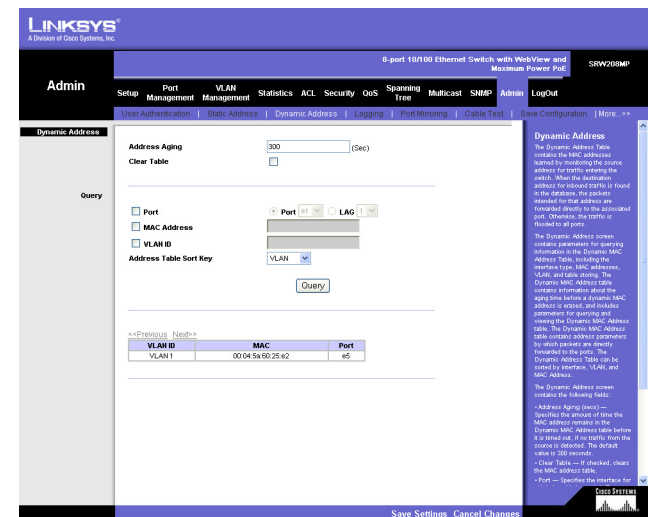 LINKSYS®
A Division of Cisco Systems, Inc.
8-port 10/100 Ethernet Switch with WebView and
Maximum Power PoE
SRW208MP
Admin
Setup Port Management VLAN Management Statistics ACL Security QoS Spanning Tree Multicast SNMP Admin LogOut
User Authentication | Static Address | Dynamic Address | Logging | Port Mirroring | Cable Test | Save Configuration | More...>>
Dynamic Address
Address Aging 300 (Sec)
Clear Table
Query
Port Port e1 LAG 1
MAC Address
VLAN ID
Address Table Sort Key VLAN
Query
<<Previous Next>>
VLAN ID MAC Port
VLAN 1 00:04:5a:60:25:e2 e5
Dynamic Address
The Dynamic Address Table
contains the MAC addresses
learned by monitoring the source
address for traffic entering the
switch. When the destination
address for inbound traffic is found
in the database, the packets
intended for that address are
forwarded directly to the associated
port. Otherwise, the traffic is
flooded to all ports.
The Dynamic Address screen
contains parameters for querying
information in the Dynamic MAC
Address Table, including the
interface type, MAC addresses,
VLAN, and table storing. The
Dynamic MAC Address table
contains information about the
aging time before a dynamic MAC
address is erased, and includes
parameters for querying and
viewing the Dynamic MAC Address
table. The Dynamic MAC Address
table contains address parameters
by which packets are directly
forwarded to the ports. The
Dynamic Address Table can be
sorted by interface, VLAN, and
MAC Address.
The Dynamic Address screen
contains the following fields:
• Address Aging (secs) —
Specifies the amount of time the
MAC address remains in the
Dynamic MAC Address table before
it is timed out, if no traffic from the
source is detected. The default
value is 300 seconds.
• Clear Table — If checked, clears
the MAC address table.
• Port — Specifies the interface for
CISCO SYSTEMS
Save Settings Cancel Changes